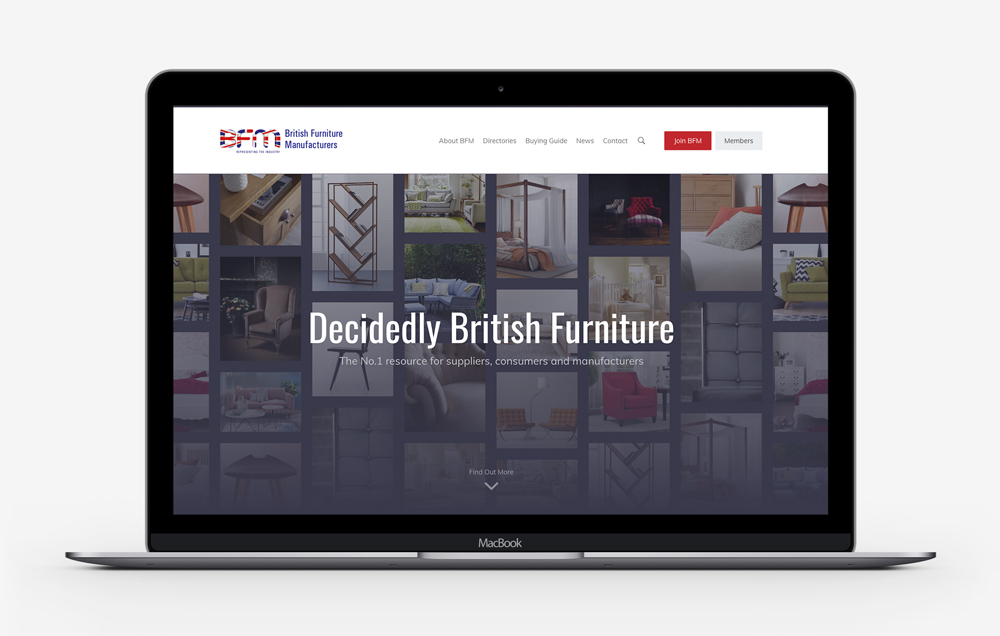 BFM British Furniture
Manufacturers
REPRESENTING THE INDUSTRY
About BFM Directories Buying Guide News Contact Join BFM Members
Decidedly British Furniture
The No.1 resource for suppliers, consumers and manufacturers
Find Out More
MacBook